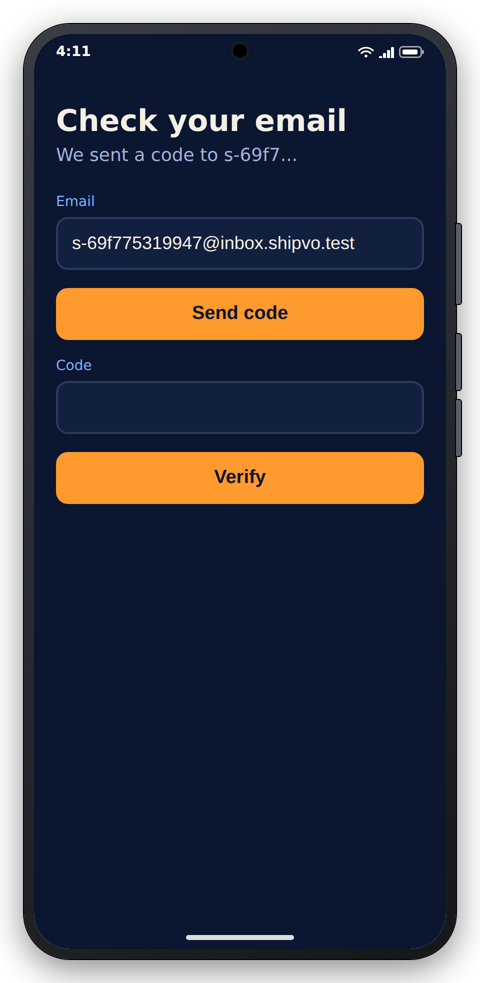 4:11
Check your email
We sent a code to s-69f7...
Email
s-69f775319947@inbox.shipvo.test
Send code
Code
Verify